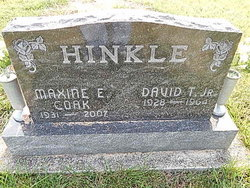 HINKLE
MAXINE E. DAVID T. JR.
COAK 1928 - 1964
1931 - 2007